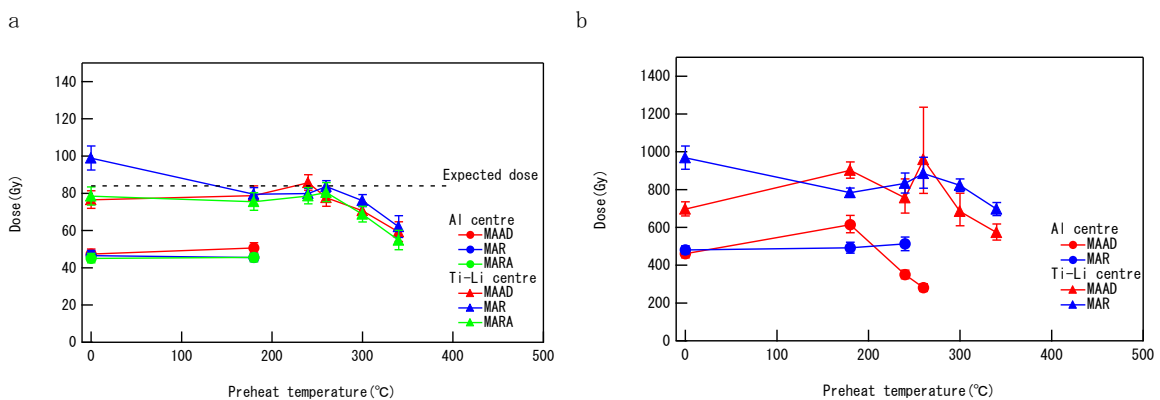 a
Dose(Gy)
140
120
100
80
60
40
20
0
Expected dose
Al centre
MAAD
MAR
MARA
Ti-Li centre
MAAD
MAR
MARA
0 100 200 300 400 500
Preheat temperature(℃)
b
Dose(Gy)
1400
1200
1000
800
600
400
200
0
Al centre
MAAD
MAR
Ti-Li centre
MAAD
MAR
0 100 200 300 400 500
Preheat temperature(℃)